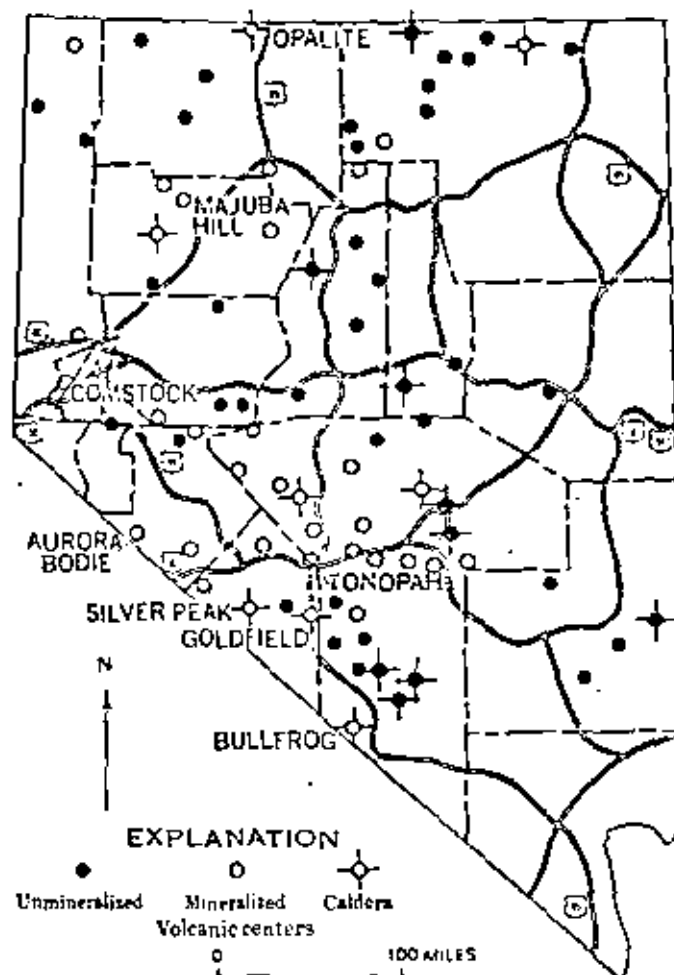 OPALITE
MAJUBA
HILL
COMSTOCK
AURORA
BODIE
TONOPAH
SILVER PEAK
GOLDFIELD
N
BULLFROG
EXPLANATION
Unmineralized
Mineralized
Caldera
Volcanic centers
0
100 MILES